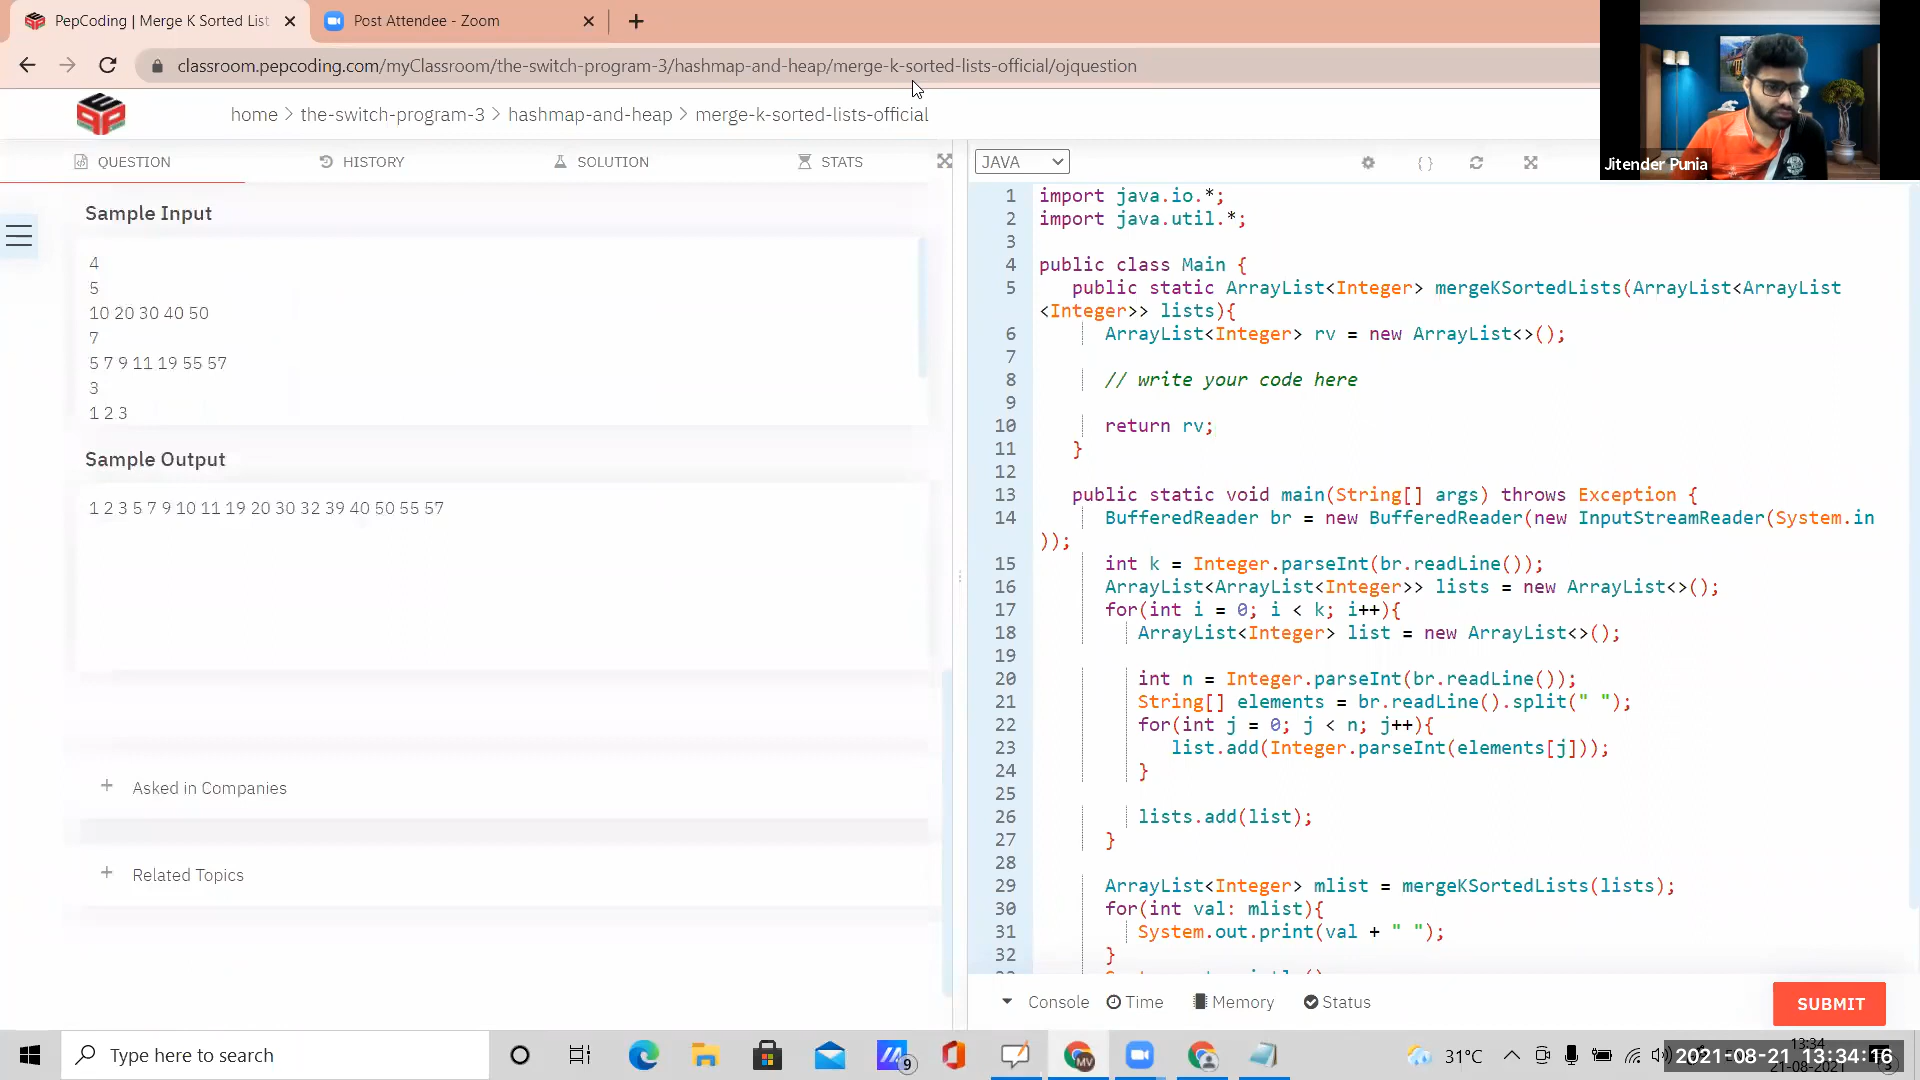 PepCoding | Merge K Sorted List
Post Attendee - Zoom
classroom.pepcoding.com/myClassroom/the-switch-program-3/hashmap-and-heap/merge-k-sorted-lists-official/ojquestion
home > the-switch-program-3 > hashmap-and-heap > merge-k-sorted-lists-official
Jitender Punia
QUESTION
HISTORY
SOLUTION
STATS
JAVA
Sample Input
4
5
10 20 30 40 50
7
5 7 9 11 19 55 57
3
1 2 3
Sample Output
1 2 3 5 7 9 10 11 19 20 30 32 39 40 50 55 57
+ Asked in Companies
+ Related Topics
1 import java.io.*;
2 import java.util.*;
3
4 public class Main {
5 public static ArrayList<Integer> mergeKSortedLists(ArrayList<ArrayList
<Integer>> lists){
6 ArrayList<Integer> rv = new ArrayList<>();
7
8 // write your code here
9
10 return rv;
11 }
12
13 public static void main(String[] args) throws Exception {
14 BufferedReader br = new BufferedReader(new InputStreamReader(System.in
));
15 int k = Integer.parseInt(br.readLine());
16 ArrayList<ArrayList<Integer>> lists = new ArrayList<>();
17 for(int i = 0; i < k; i++){
18 ArrayList<Integer> list = new ArrayList<>();
19
20 int n = Integer.parseInt(br.readLine());
21 String[] elements = br.readLine().split(" ");
22 for(int j = 0; j < n; j++){
23 list.add(Integer.parseInt(elements[j]));
24 }
25
26 lists.add(list);
27 }
28
29 ArrayList<Integer> mlist = mergeKSortedLists(lists);
30 for(int val: mlist){
31 System.out.print(val + " ");
32 }
Console
Time
Memory
Status
SUBMIT
Type here to search
9
MV
31°C
13:34
2021-08-21 13:34:16
21-08-2021